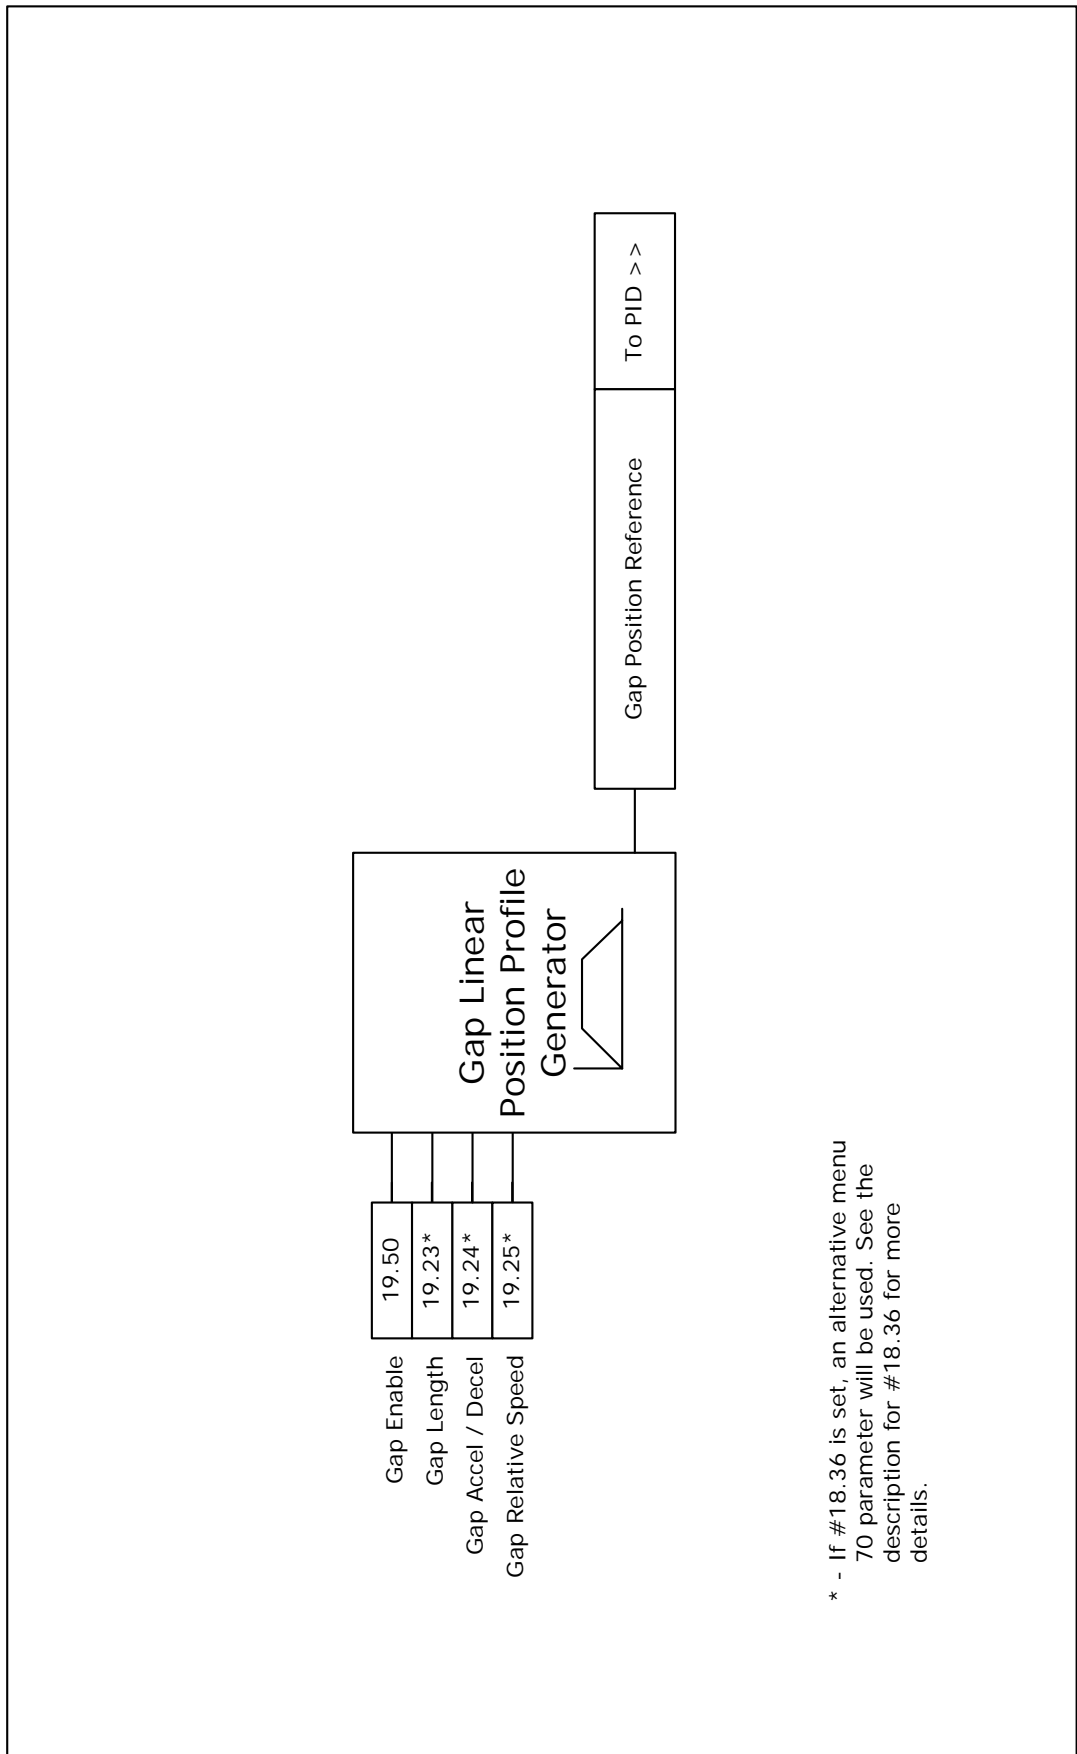 Gap Enable
19.50
Gap Length
19.23*
Gap Accel / Decel
19.24*
Gap Relative Speed
19.25*
Gap Linear
Position Profile
Generator
Gap Position Reference
To PID >>
* - If #18.36 is set, an alternative menu
70 parameter will be used. See the
description for #18.36 for more
details.